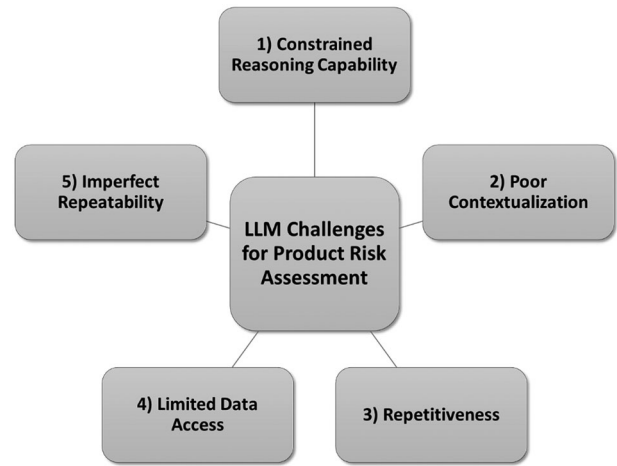 1) Constrained
Reasoning Capability
5) Imperfect
Repeatability
2) Poor
Contextualization
LLM Challenges
for Product Risk
Assessment
4) Limited Data
Access
3) Repetitiveness